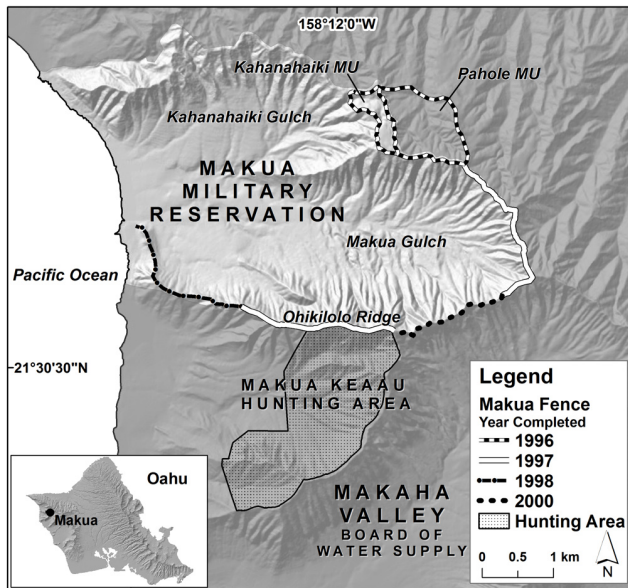 158°12'0"W
Kahanahaiki MU
Pahole MU
Kahanahaiki Gulch
MAKUA
MILITARY
RESERVATION
Makua Gulch
Pacific Ocean
Ohikilolo Ridge
21°30'30"N
MAKUA KEAAU
HUNTING AREA
MAKAHA
VALLEY
BOARD OF
WATER SUPPLY
Oahu
Makua
Legend
Makua Fence
Year Completed
1996
1997
1998
2000
Hunting Area
0 0.5 1 km
N